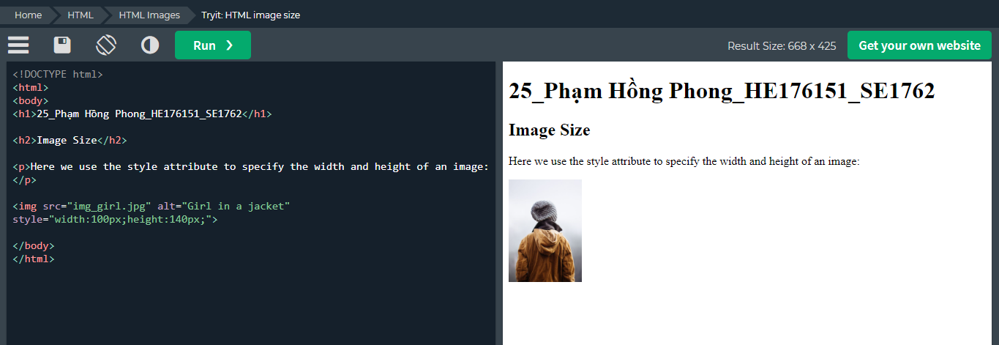 Home HTML HTML Images Tryit: HTML image size
Run ❯ Result Size: 668 x 425 Get your own website
<!DOCTYPE html>
<html>
<body>
<h1>25_Phạm Hồng Phong_HE176151_SE1762</h1>
<h2>Image Size</h2>
<p>Here we use the style attribute to specify the width and height of an image:
</p>
<img src="img_girl.jpg" alt="Girl in a jacket"
style="width:100px;height:140px;">
</body>
</html>
25_Phạm Hồng Phong_HE176151_SE1762
Image Size
Here we use the style attribute to specify the width and height of an image: